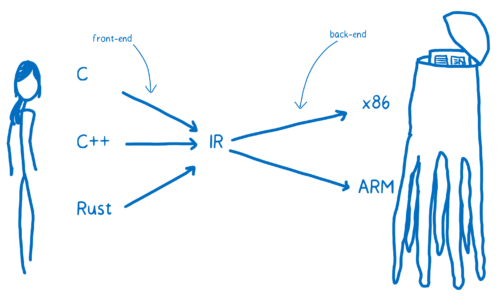 front-end
back-end
C
x86
C++
IR
ARM
Rust